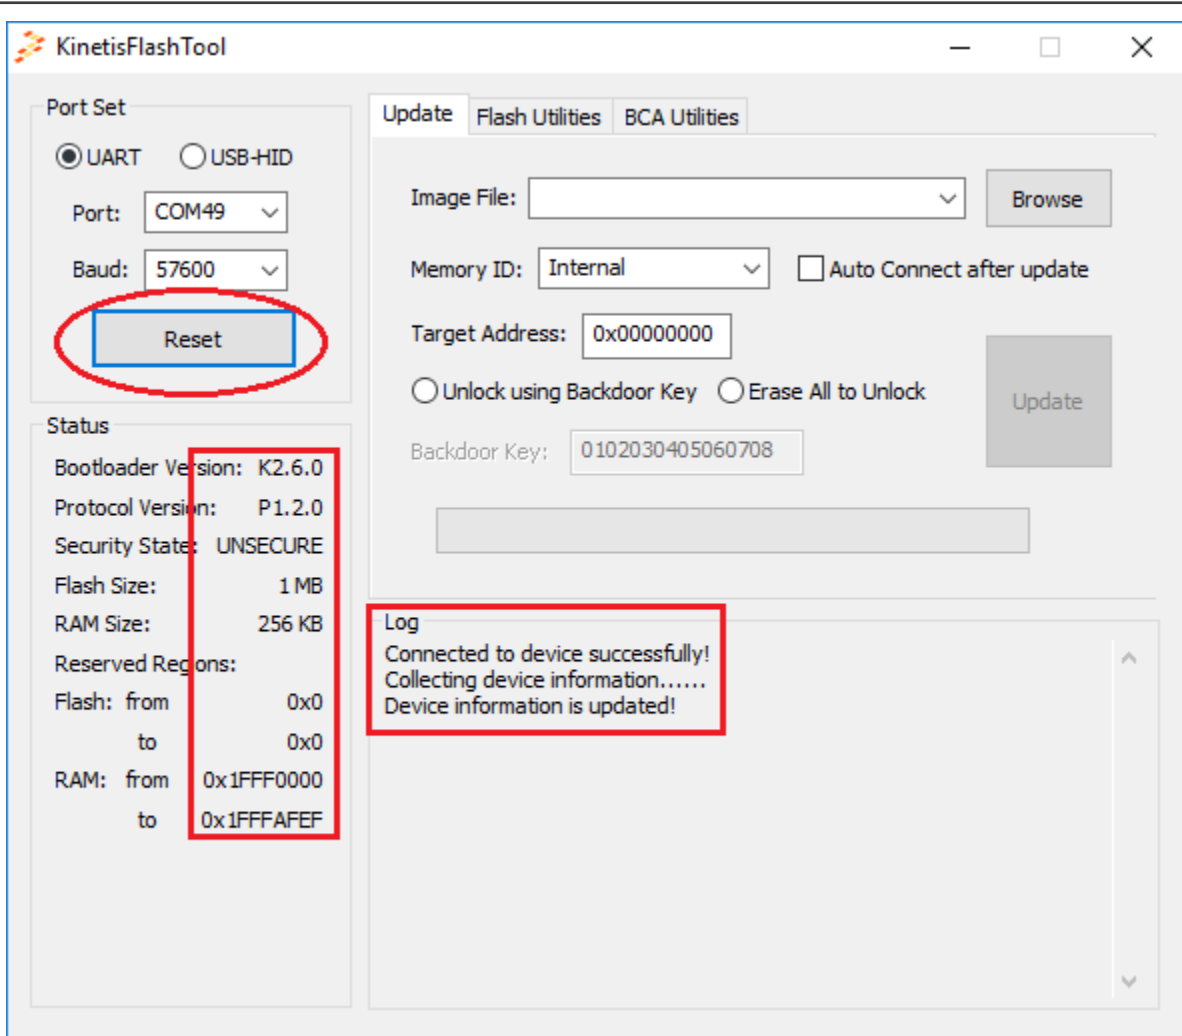 KinetisFlashTool
Port Set
UART USB-HID
Port: COM49
Baud: 57600
Reset
Status
Bootloader Version: K2.6.0
Protocol Version: P1.2.0
Security State: UNSECURE
Flash Size: 1 MB
RAM Size: 256 KB
Reserved Regions:
Flash: from 0x0
to 0x0
RAM: from 0x1FFF0000
to 0x1FFFAFEF
Update Flash Utilities BCA Utilities
Image File: Browse
Memory ID: Internal Auto Connect after update
Target Address: 0x00000000
Unlock using Backdoor Key Erase All to Unlock
Update
Backdoor Key: 0102030405060708
Log
Connected to device successfully!
Collecting device information......
Device information is updated!